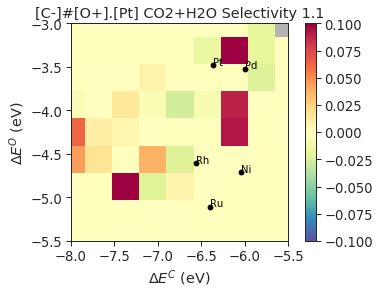 [C-]#[O+].[Pt] CO2+H2O Selectivity 1.1
−3.0
−3.5
−4.0
−4.5
−5.0
−5.5
ΔE^O (eV)
−8.0 −7.5 −7.0 −6.5 −6.0 −5.5
ΔE^C (eV)
Pt
Pd
Rh
Ni
Ru
0.100
0.075
0.050
0.025
0.000
−0.025
−0.050
−0.075
−0.100